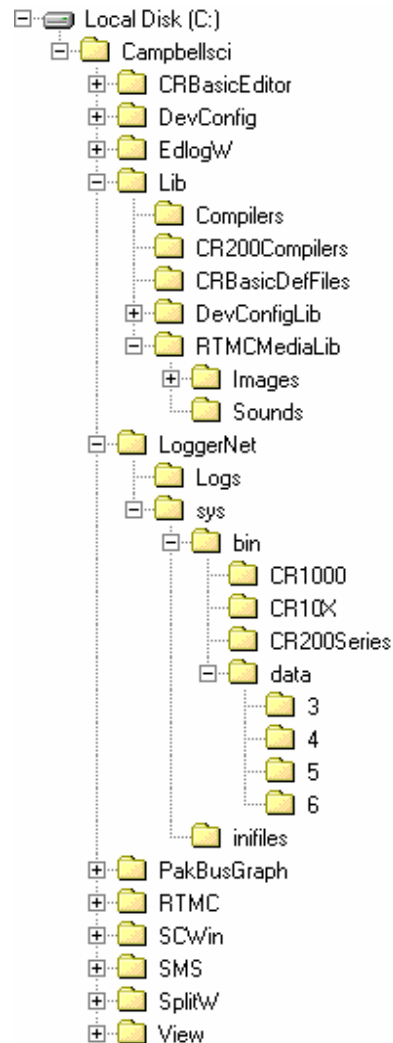 Local Disk (C:)
Campbellsci
CRBasicEditor
DevConfig
EdlogW
Lib
Compilers
CR200Compilers
CRBasicDefFiles
DevConfigLib
RTMCMediaLib
Images
Sounds
LoggerNet
Logs
sys
bin
CR1000
CR10X
CR200Series
data
3
4
5
6
inifiles
PakBusGraph
RTMC
SCWin
SMS
SplitW
View